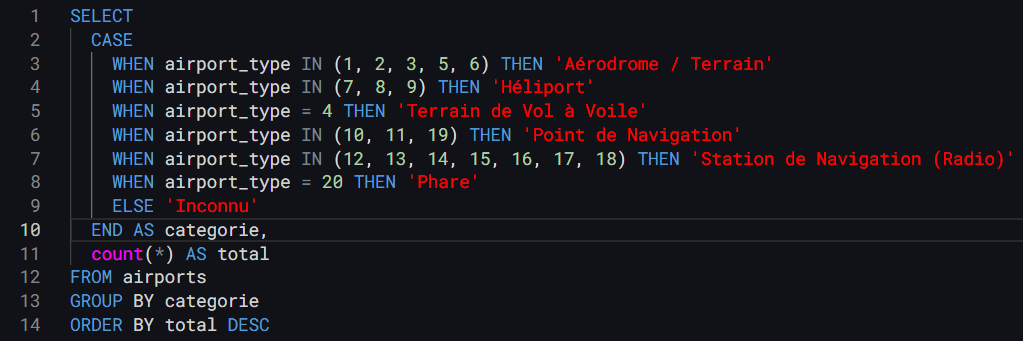 1 SELECT
2 CASE
3 WHEN airport_type IN (1, 2, 3, 5, 6) THEN 'Aérodrome / Terrain'
4 WHEN airport_type IN (7, 8, 9) THEN 'Héliport'
5 WHEN airport_type = 4 THEN 'Terrain de Vol à Voile'
6 WHEN airport_type IN (10, 11, 19) THEN 'Point de Navigation'
7 WHEN airport_type IN (12, 13, 14, 15, 16, 17, 18) THEN 'Station de Navigation (Radio)'
8 WHEN airport_type = 20 THEN 'Phare'
9 ELSE 'Inconnu'
10 END AS categorie,
11 count(*) AS total
12 FROM airports
13 GROUP BY categorie
14 ORDER BY total DESC